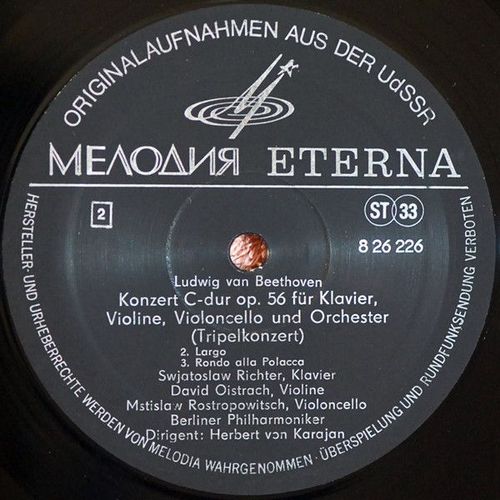 ORIGINALAUFNAHMEN AUS DER UdSSR
МЕЛОДИЯ ETERNA
2
ST 33
8 26 226
Ludwig van Beethoven
Konzert C-dur op. 56 für Klavier,
Violine, Violoncello und Orchester
(Tripelkonzert)
2. Largo
3. Rondo alla Polacca
Swjatoslaw Richter, Klavier
David Oistrach, Violine
Mstislaw Rostropowitsch, Violoncello
Berliner Philharmoniker
Dirigent: Herbert von Karajan
HERSTELLER UND URHEBERRECHTE WERDEN VON MELODIA WAHRGENOMMEN · ÜBERSPIELUNG UND RUNDFUNKSENDUNG VERBOTEN